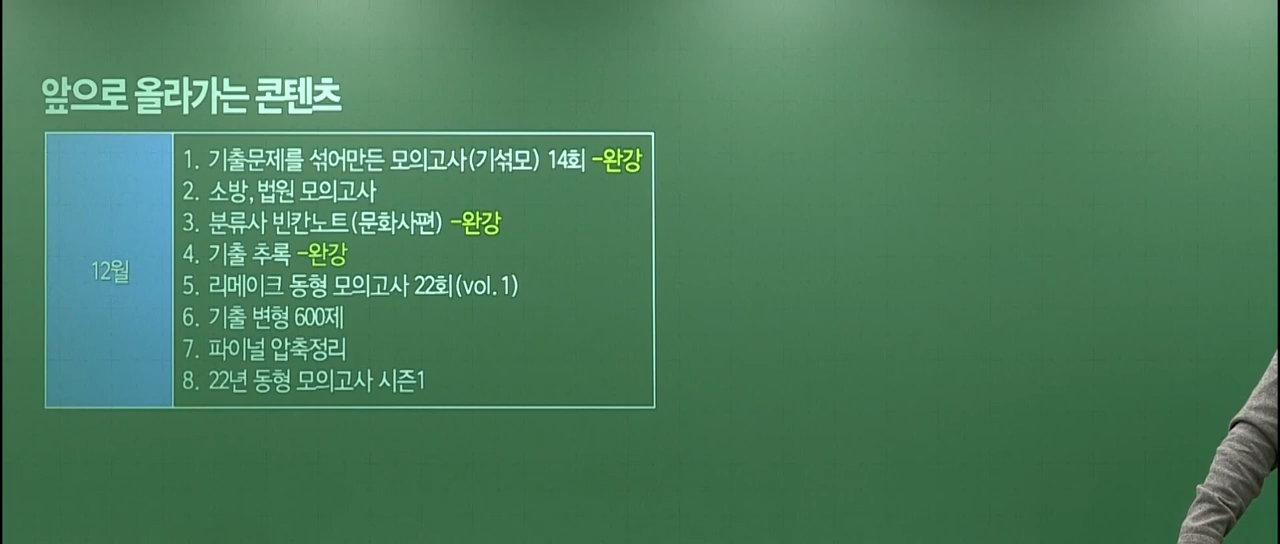 앞으로 올라가는 콘텐츠
12월
1. 기출문제를 섞어만든 모의고사(기섞모) 14회 -완강
2. 소방, 법원 모의고사
3. 분류사 빈칸노트(문화사편) -완강
4. 기출 추록 -완강
5. 리메이크 동형 모의고사 22회(vol.1)
6. 기출 변형 600제
7. 파이널 압축정리
8. 22년 동형 모의고사 시즌1